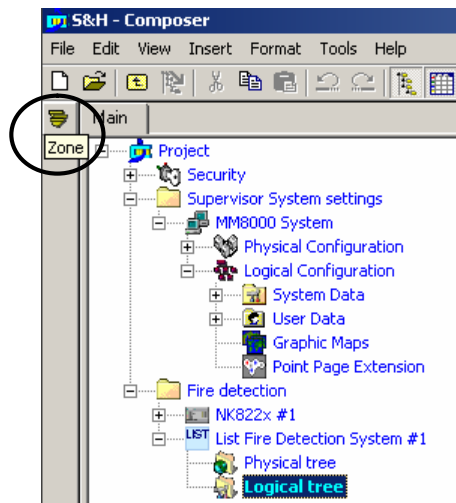 S&H - Composer
File Edit View Insert Format Tools Help
Main
Zone
Project
Security
Supervisor System settings
MM8000 System
Physical Configuration
Logical Configuration
System Data
User Data
Graphic Maps
Point Page Extension
Fire detection
NK822x #1
LIST List Fire Detection System #1
Physical tree
Logical tree